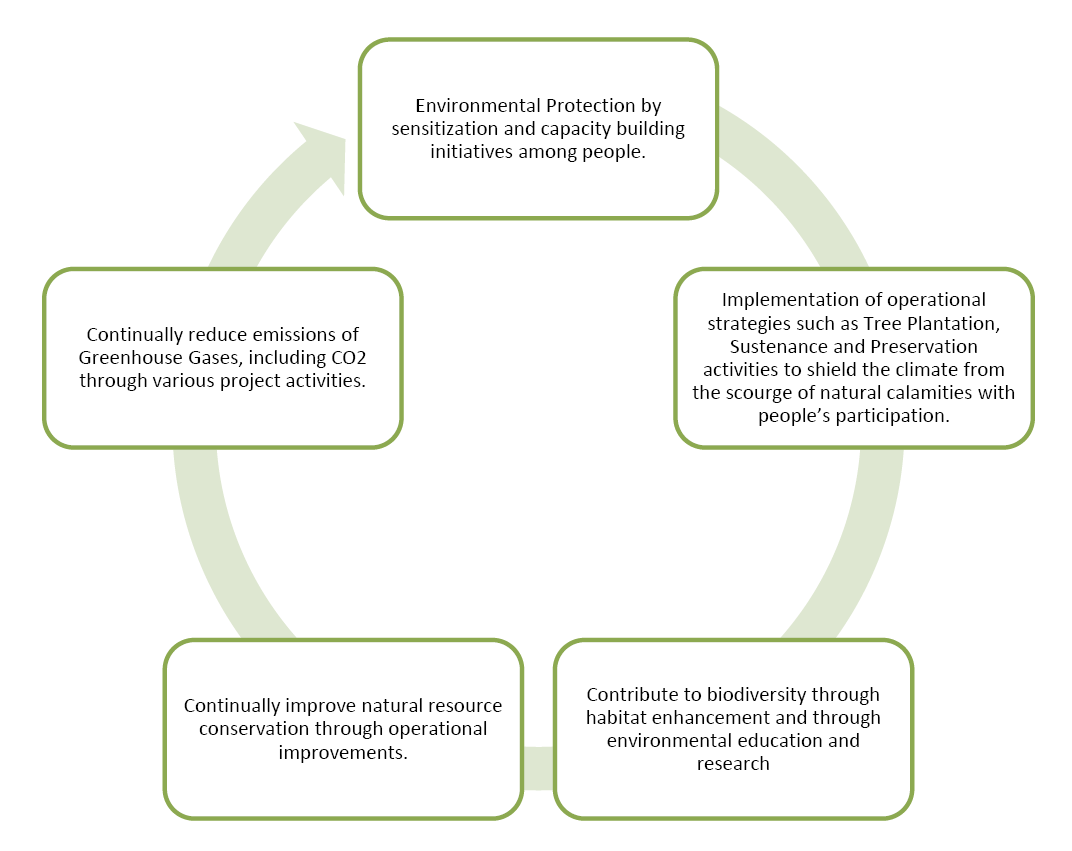 Environmental Protection by
sensitization and capacity building
initiatives among people.
Implementation of operational
strategies such as Tree Plantation,
Sustenance and Preservation
activities to shield the climate from
the scourge of natural calamities with
people’s participation.
Contribute to biodiversity through
habitat enhancement and through
environmental education and
research
Continually improve natural resource
conservation through operational
improvements.
Continually reduce emissions of
Greenhouse Gases, including CO2
through various project activities.